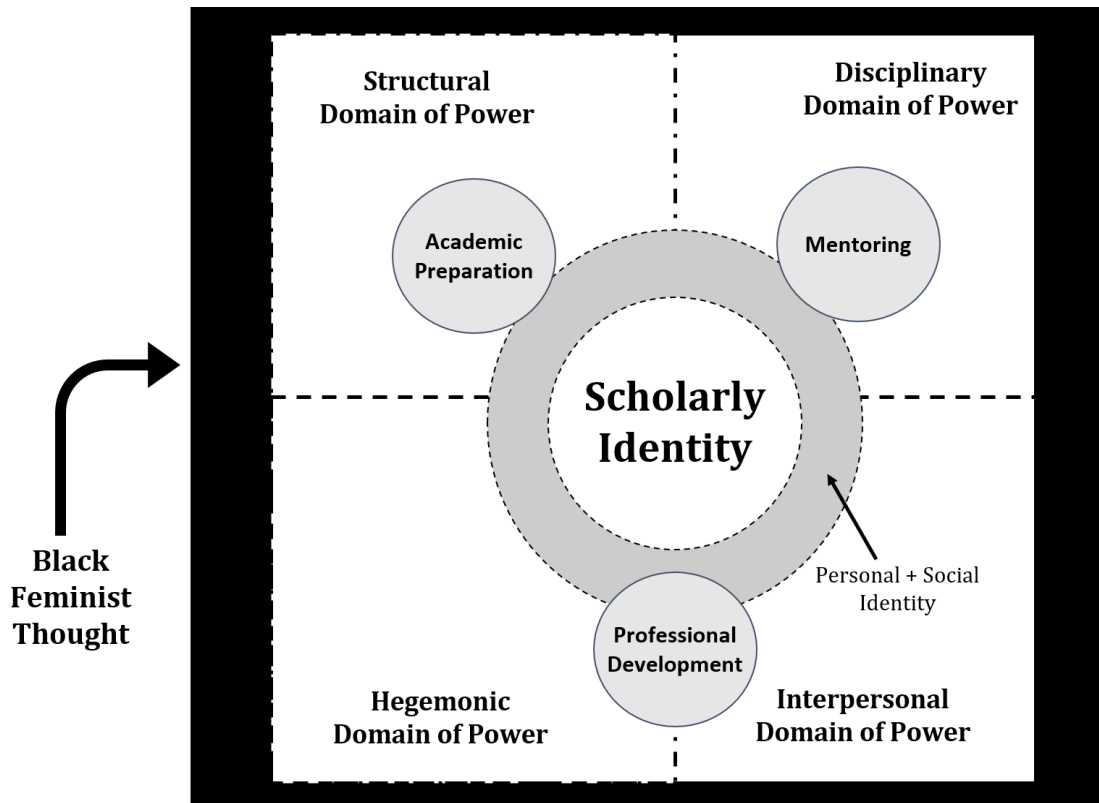 Structural
Domain of Power
Disciplinary
Domain of Power
Academic
Preparation
Mentoring
Scholarly
Identity
Black
Feminist
Thought
Personal + Social
Identity
Professional
Development
Hegemonic
Domain of Power
Interpersonal
Domain of Power